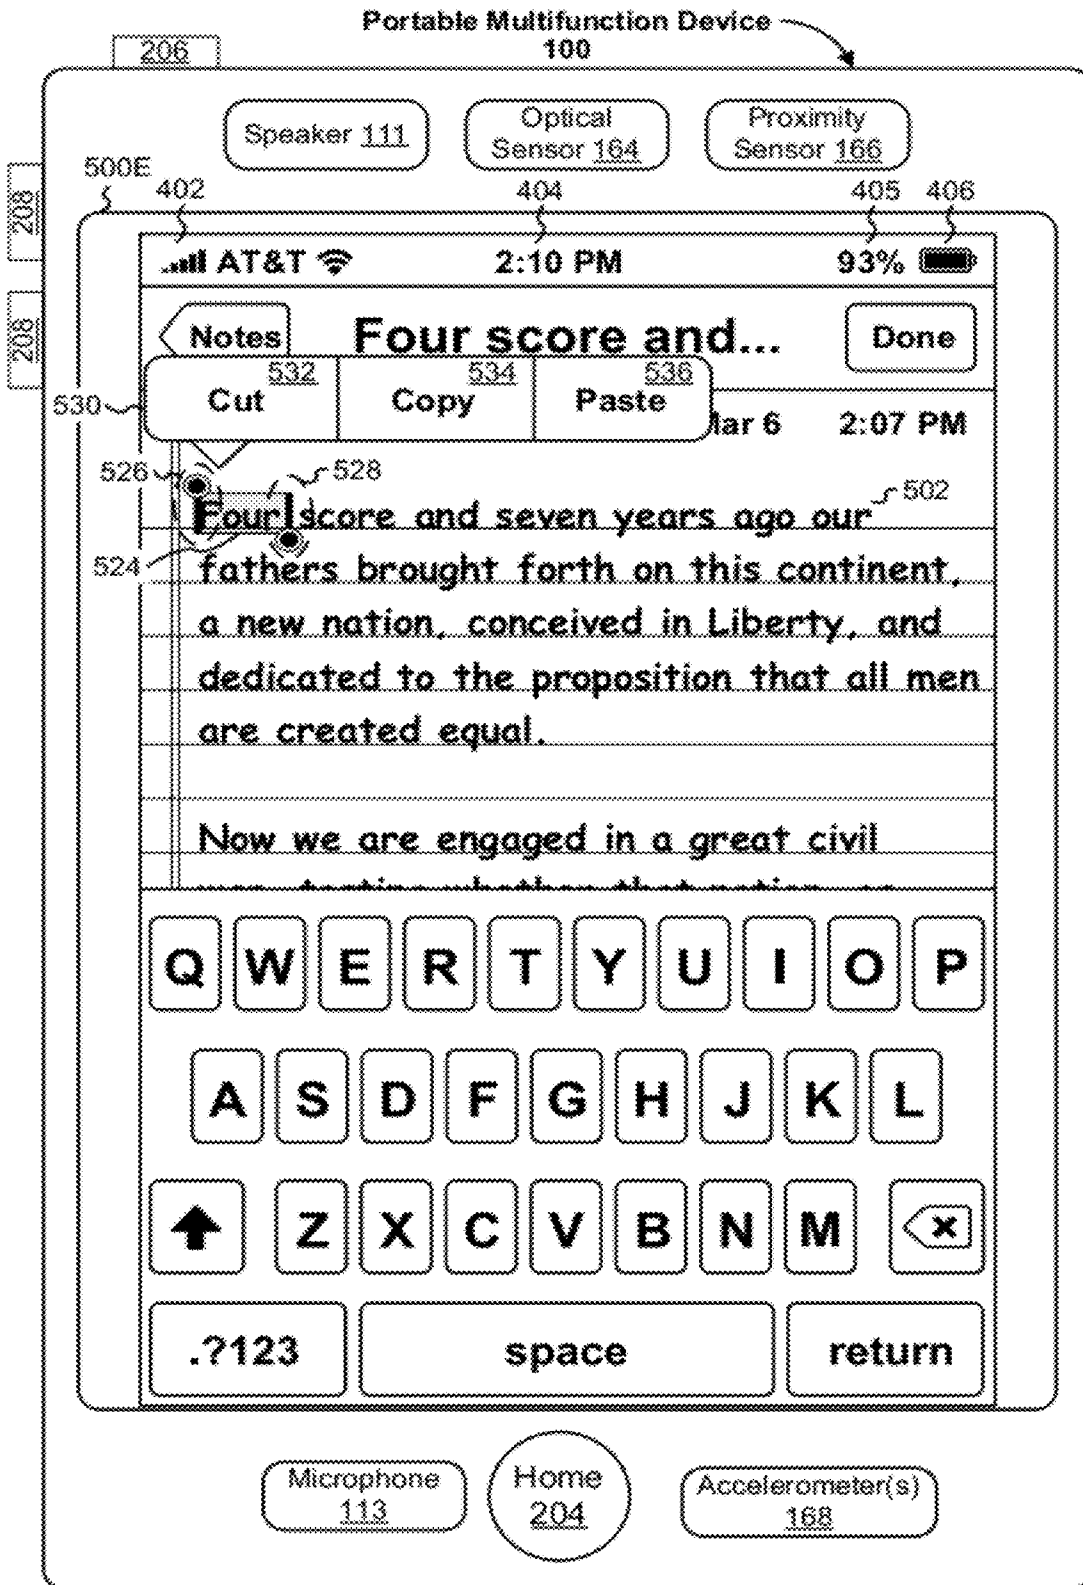 Portable Multifunction Device
100
206
Speaker 111
Optical
Sensor 164
Proximity
Sensor 166
500E
402
404
405
406
208
208
AT&T
2:10 PM
93%
Notes
Four score and...
Done
530
Cut
532
Copy
534
Paste
536
Mar 6
2:07 PM
526
528
502
Four score and seven years ago our
524
fathers brought forth on this continent,
a new nation, conceived in Liberty, and
dedicated to the proposition that all men
are created equal.
Now we are engaged in a great civil
Q W E R T Y U I O P
A S D F G H J K L
Z X C V B N M
.?123
space
return
Microphone
113
Home
204
Accelerometer(s)
168